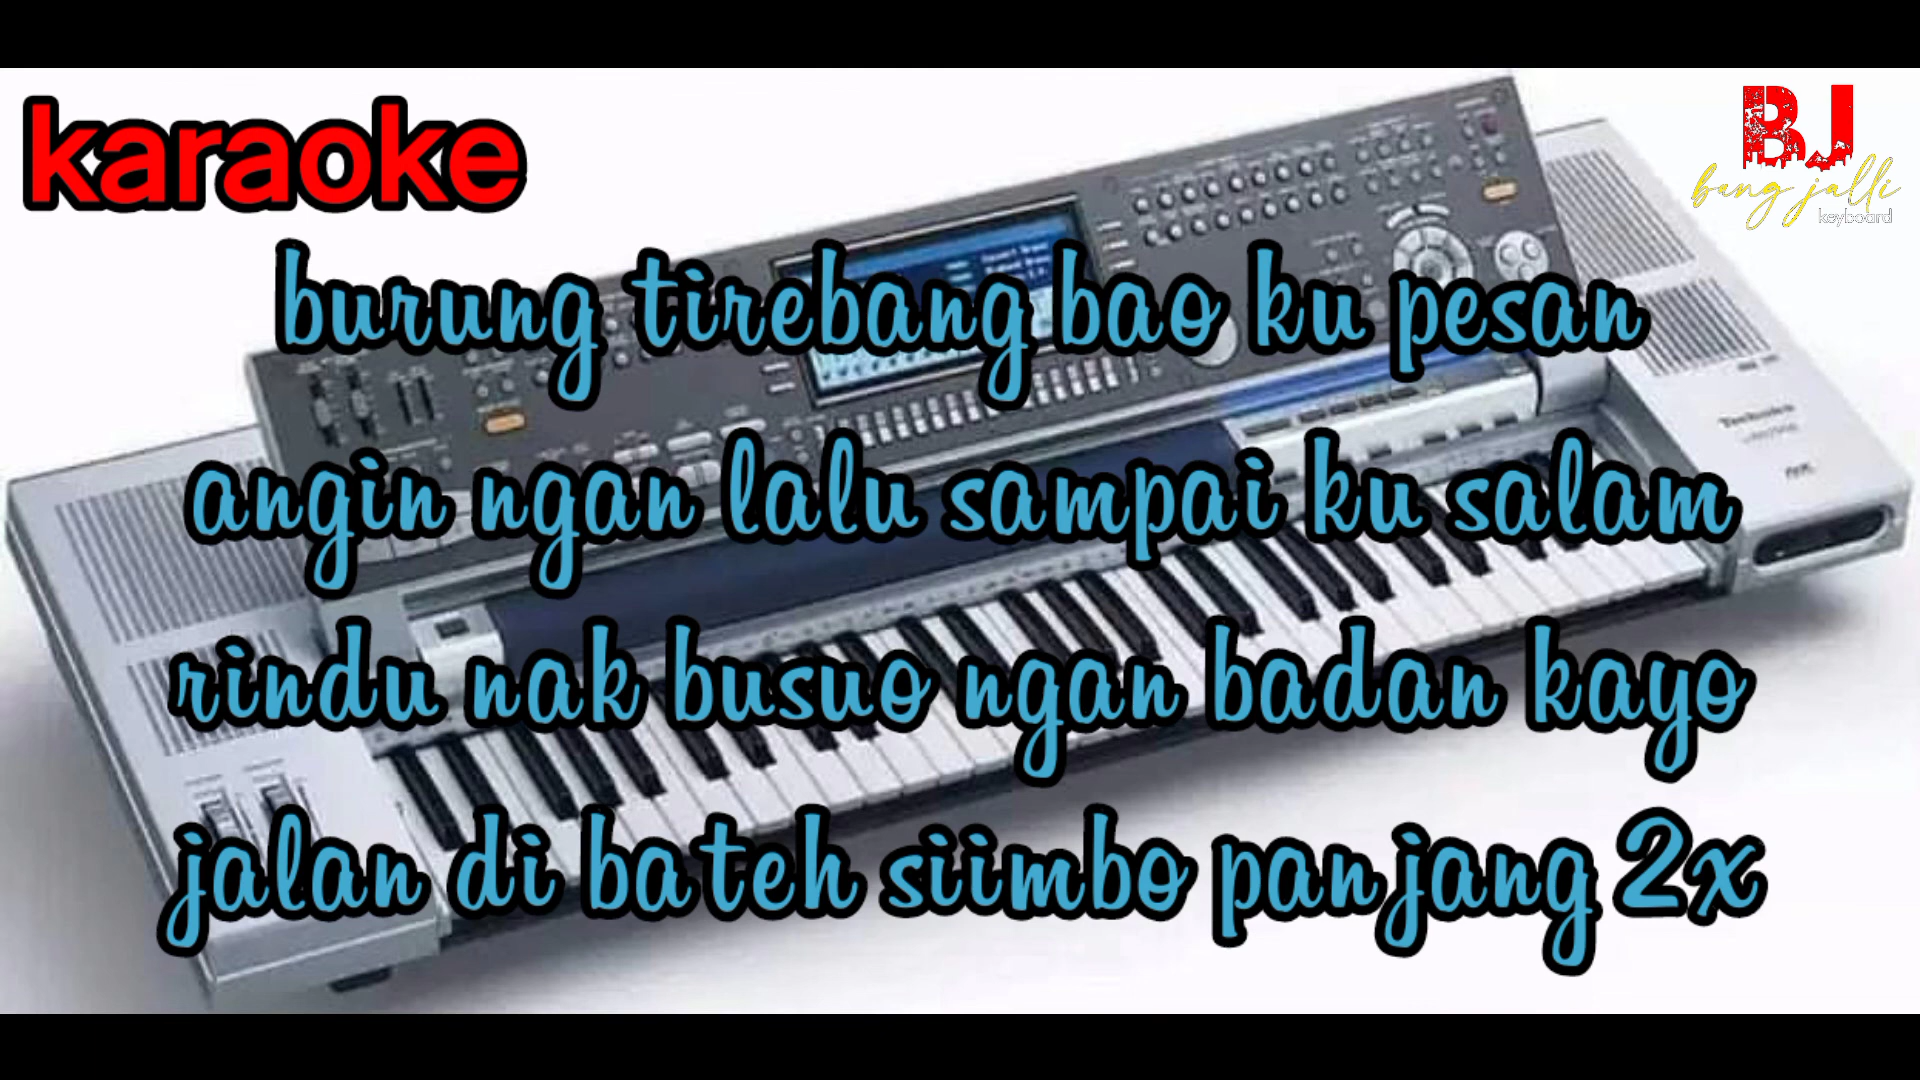 karaoke
BJ
bang jalli
keyboard
burung tirebang bao ku pesan
angin ngan lalu sampai ku salam
rindu nak busuo ngan badan kayo
jalan di bateh siimbo panjang 2x
Technics